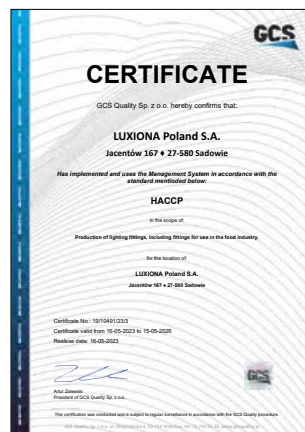 GCS
CERTIFICATE
GCS Quality Sp. z o.o. hereby confirms that:
LUXIONA Poland S.A.
Jacentów 167 ♦ 27-580 Sadowie
Has implemented and uses the Management System in accordance with the
standard mentioded below:
HACCP
in the scope of:
Production of lighting fittings, including fittings for use in the food industry.
for the location of:
LUXIONA Poland S.A.
Jacentów 167 ♦ 27-580 Sadowie
Certificate No.: 19/10491/23/3
Certificate valid from 16-05-2023 to 15-05-2026
Reslese date: 16-05-2023
Artur Zalewski
President of GCS Quality Sp. z o.o.
GCS
This certification was conducted and is subject to regular surveillance in accordance with the GCS Quality procedure
GCS Quality Sp. z o.o.